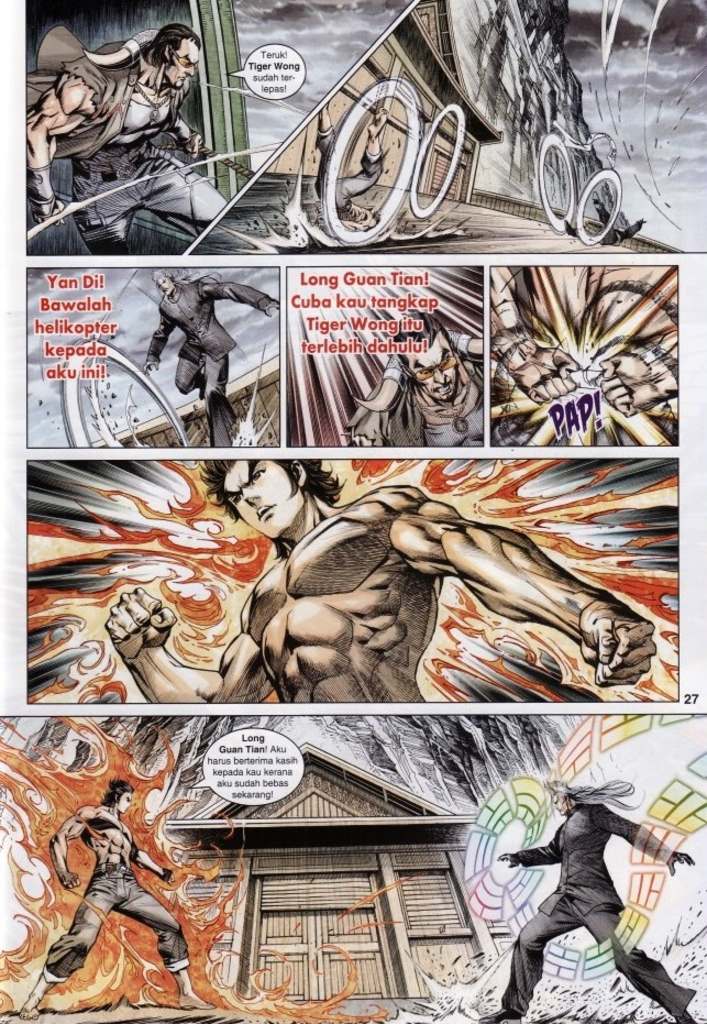 Teruk!
Tiger Wong
sudah ter-
lepas!
Yan Di!
Bawalah
helikopter
kepada
aku ini!
Long Guan Tian!
Cuba kau tangkap
Tiger Wong itu
terlebih dahulu!
PAP!
27
Long
Guan Tian! Aku
harus berterima kasih
kepada kau kerana
aku sudah bebas
sekarang!